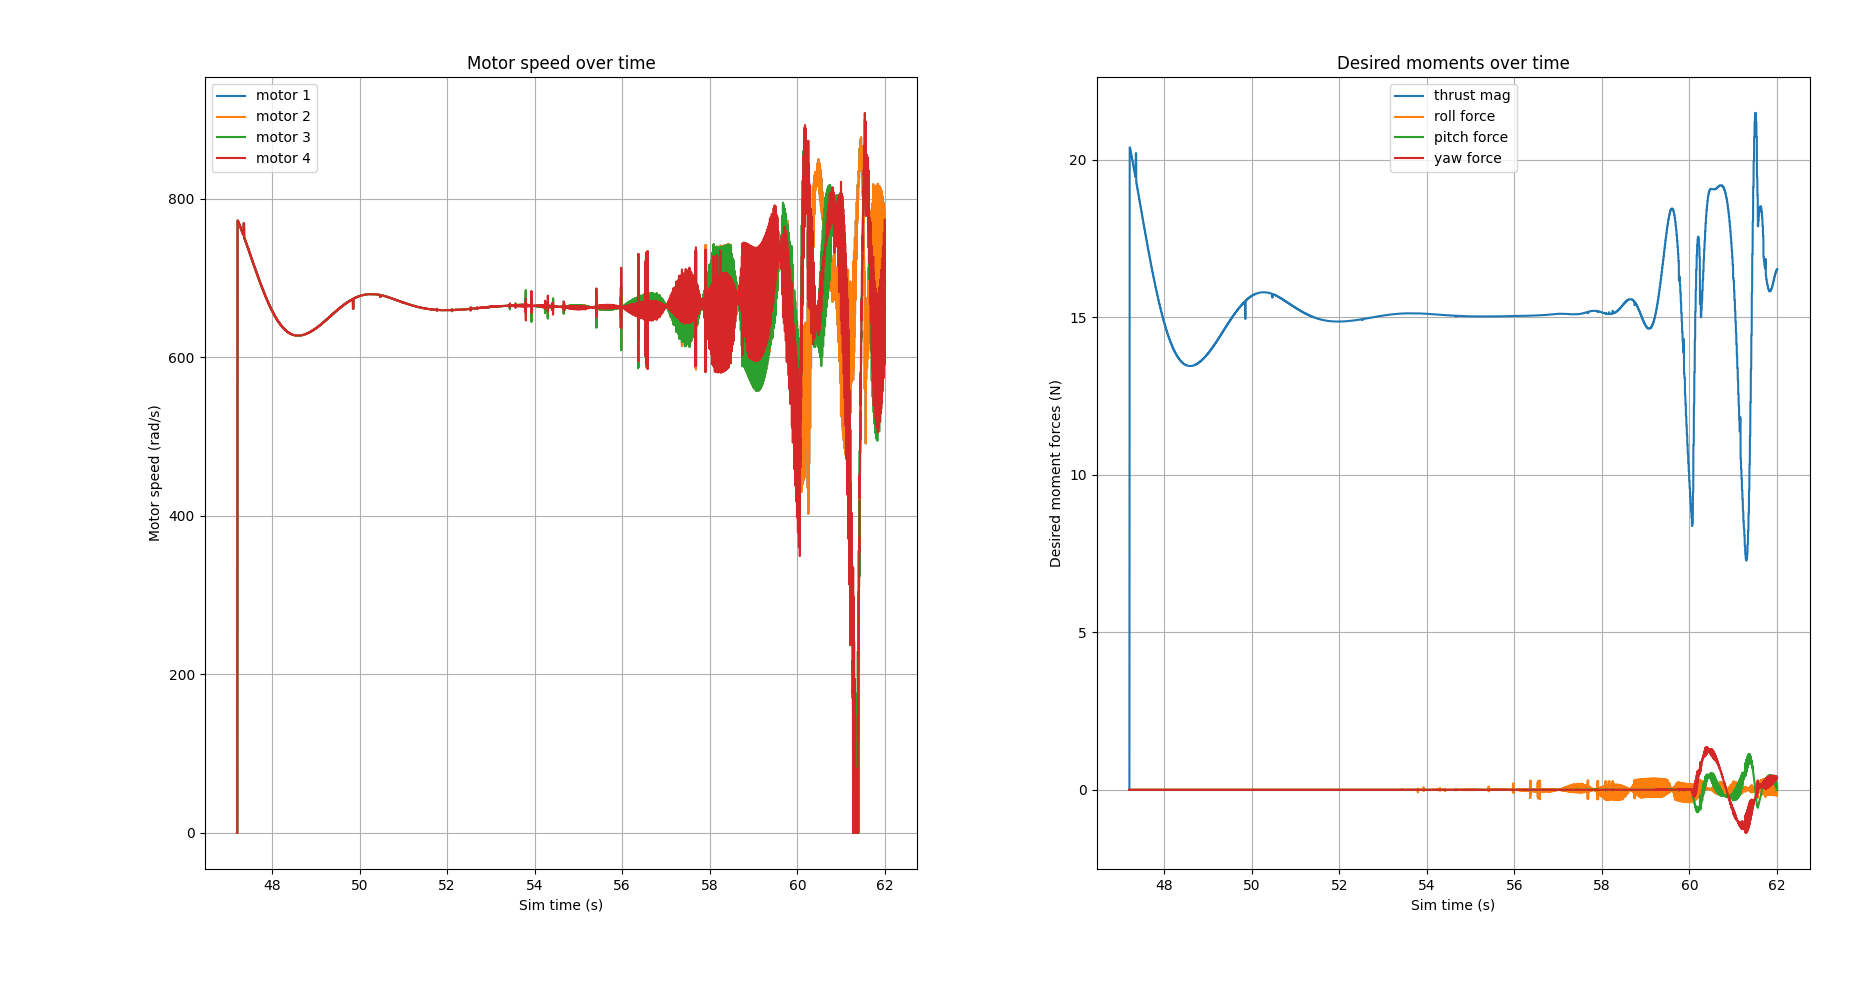 Motor speed over time
motor 1
motor 2
motor 3
motor 4
Motor speed (rad/s)
800
600
400
200
0
48 50 52 54 56 58 60 62
Sim time (s)
Desired moments over time
thrust mag
roll force
pitch force
yaw force
Desired moment forces (N)
20
15
10
5
0
48 50 52 54 56 58 60 62
Sim time (s)